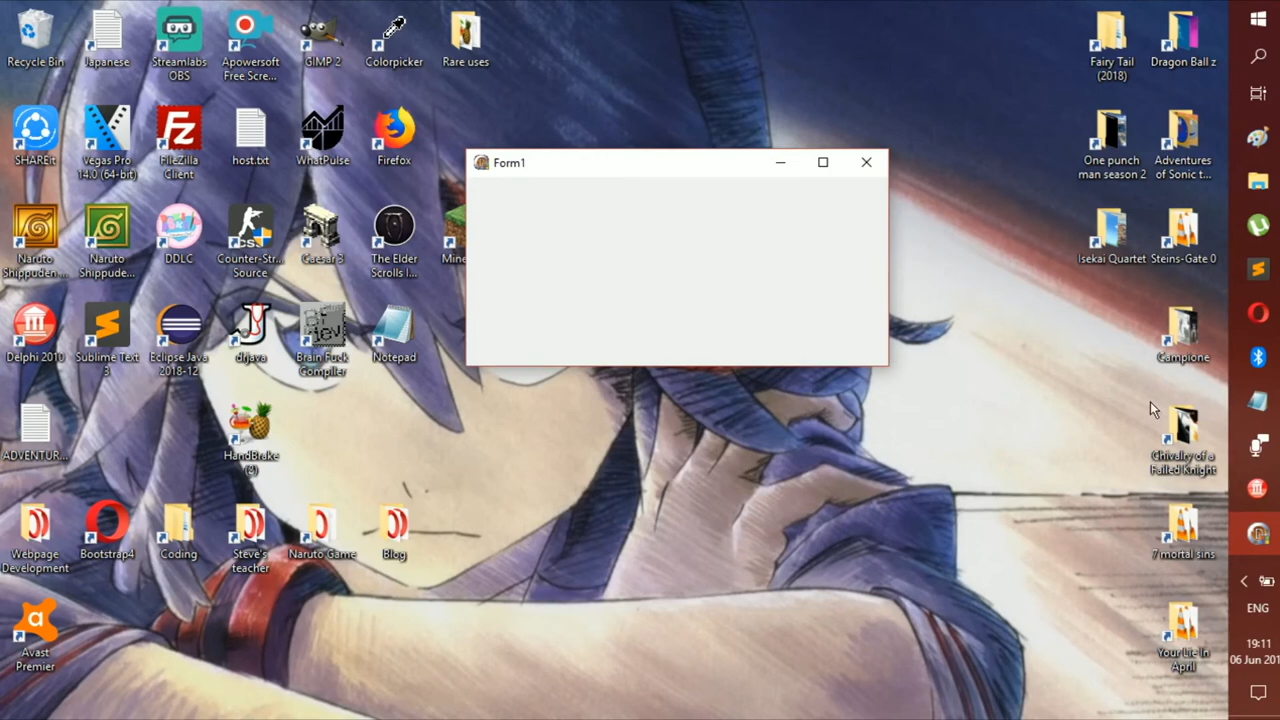 Recycle Bin
Japanese
Streamlabs
OBS
Apowersoft
Free Scre...
GIMP 2
Colorpicker
Rare uses
Fairy Tail
(2018)
Dragon Ball z
SHAREit
Vegas Pro
14.0 (64-bit)
FileZilla
Client
host.txt
WhatPulse
Firefox
Form1
One punch
man season 2
Adventures
of Sonic t...
Naruto
Shippuden...
Naruto
Shippude...
DDLC
Counter-Str...
Source
Caesar 3
The Elder
Scrolls I...
Mine
Isekai Quartet
Steins-Gate 0
Delphi 2010
Sublime Text
3
Eclipse Java
2018-12
drjava
Brain Fuck
Compiler
Notepad
Campione
ADVENTUR...
HandBrake
Chivalry of a
Failed Knight
Webpage
Development
Bootstrap4
Coding
Steve's
teacher
Naruto Game
Blog
7 mortal sins
Avast
Premier
Your Lie In
April
ENG
19:11
06 Jun 201